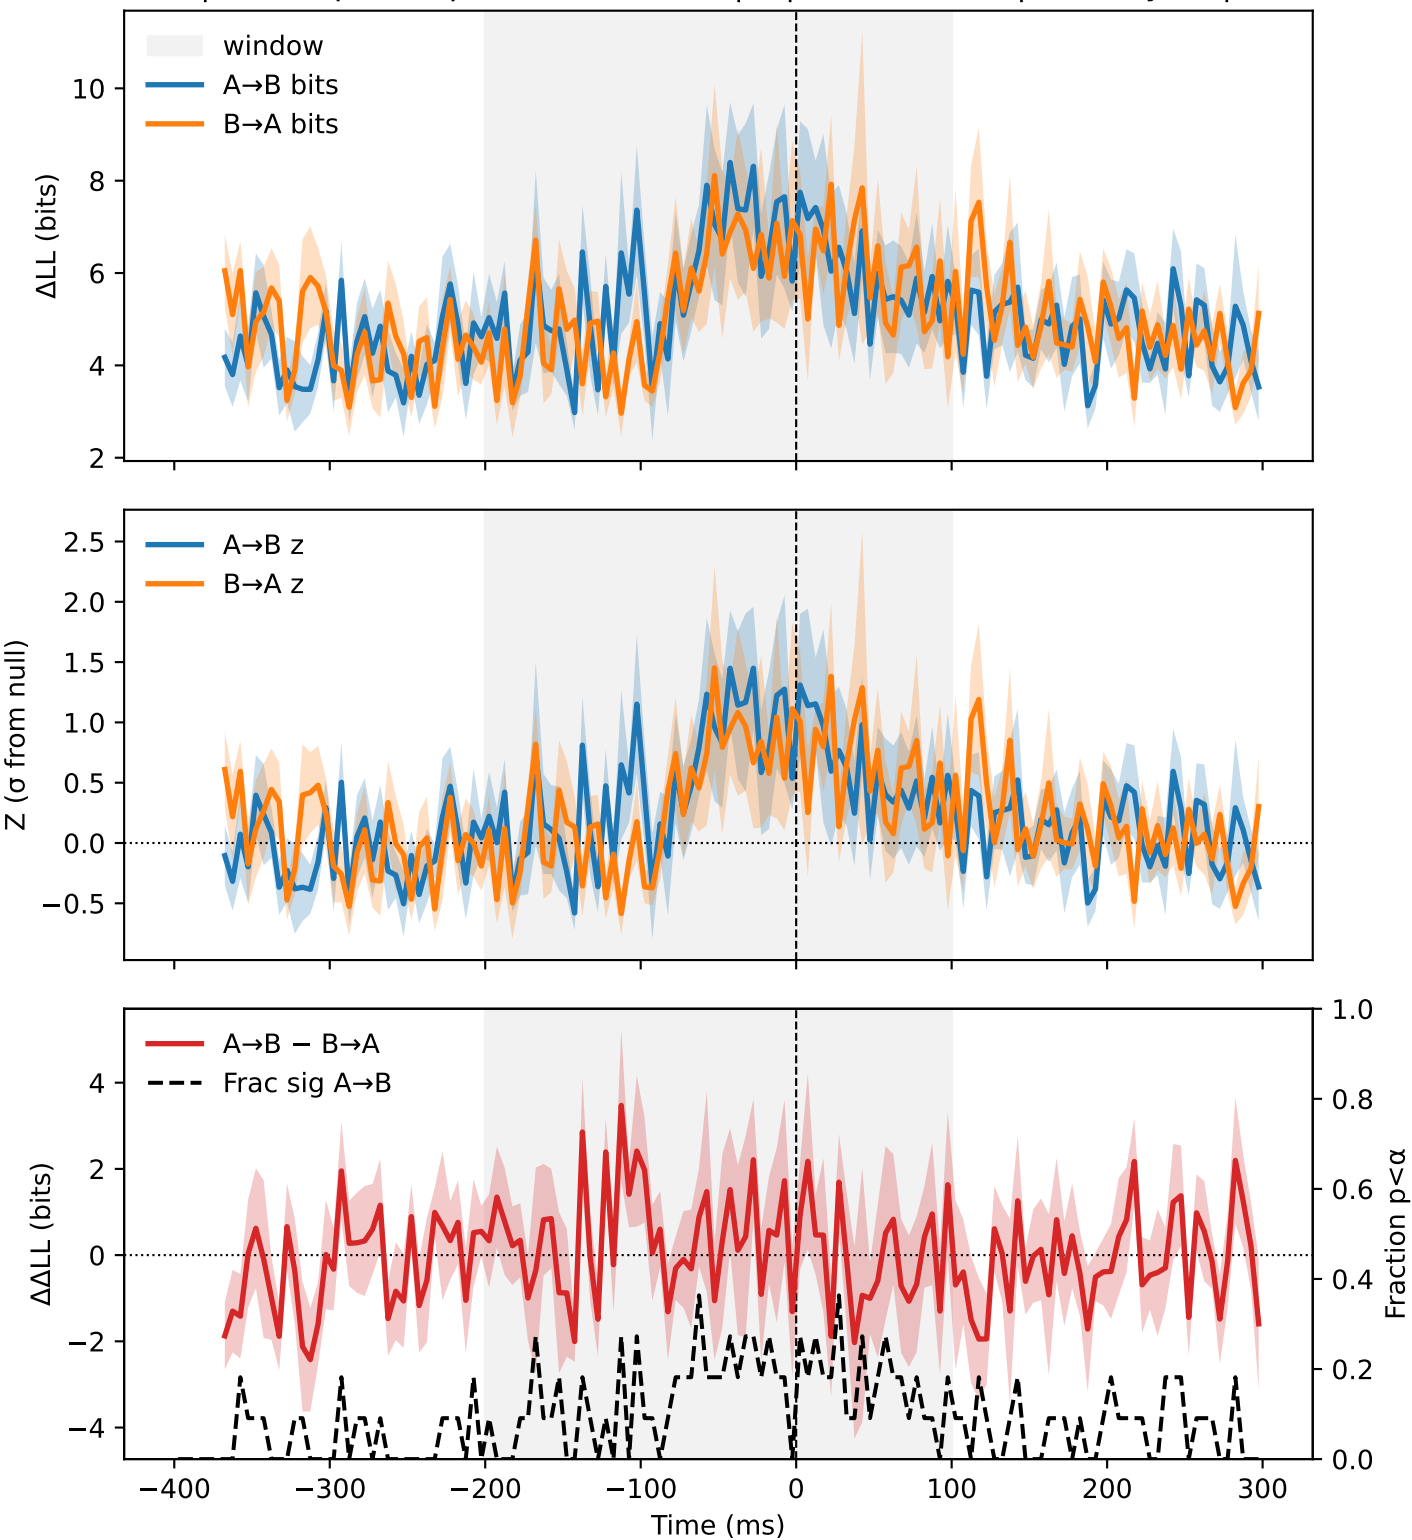 window
A→B bits
B→A bits
ΔLL (bits)
10
8
6
4
2
A→B z
B→A z
Z (σ from null)
2.5
2.0
1.5
1.0
0.5
0.0
−0.5
A→B − B→A
Frac sig A→B
ΔΔLL (bits)
4
2
0
−2
−4
1.0
0.8
0.6
0.4
0.2
0.0
Fraction p<α
−400 −300 −200 −100 0 100 200 300
Time (ms)